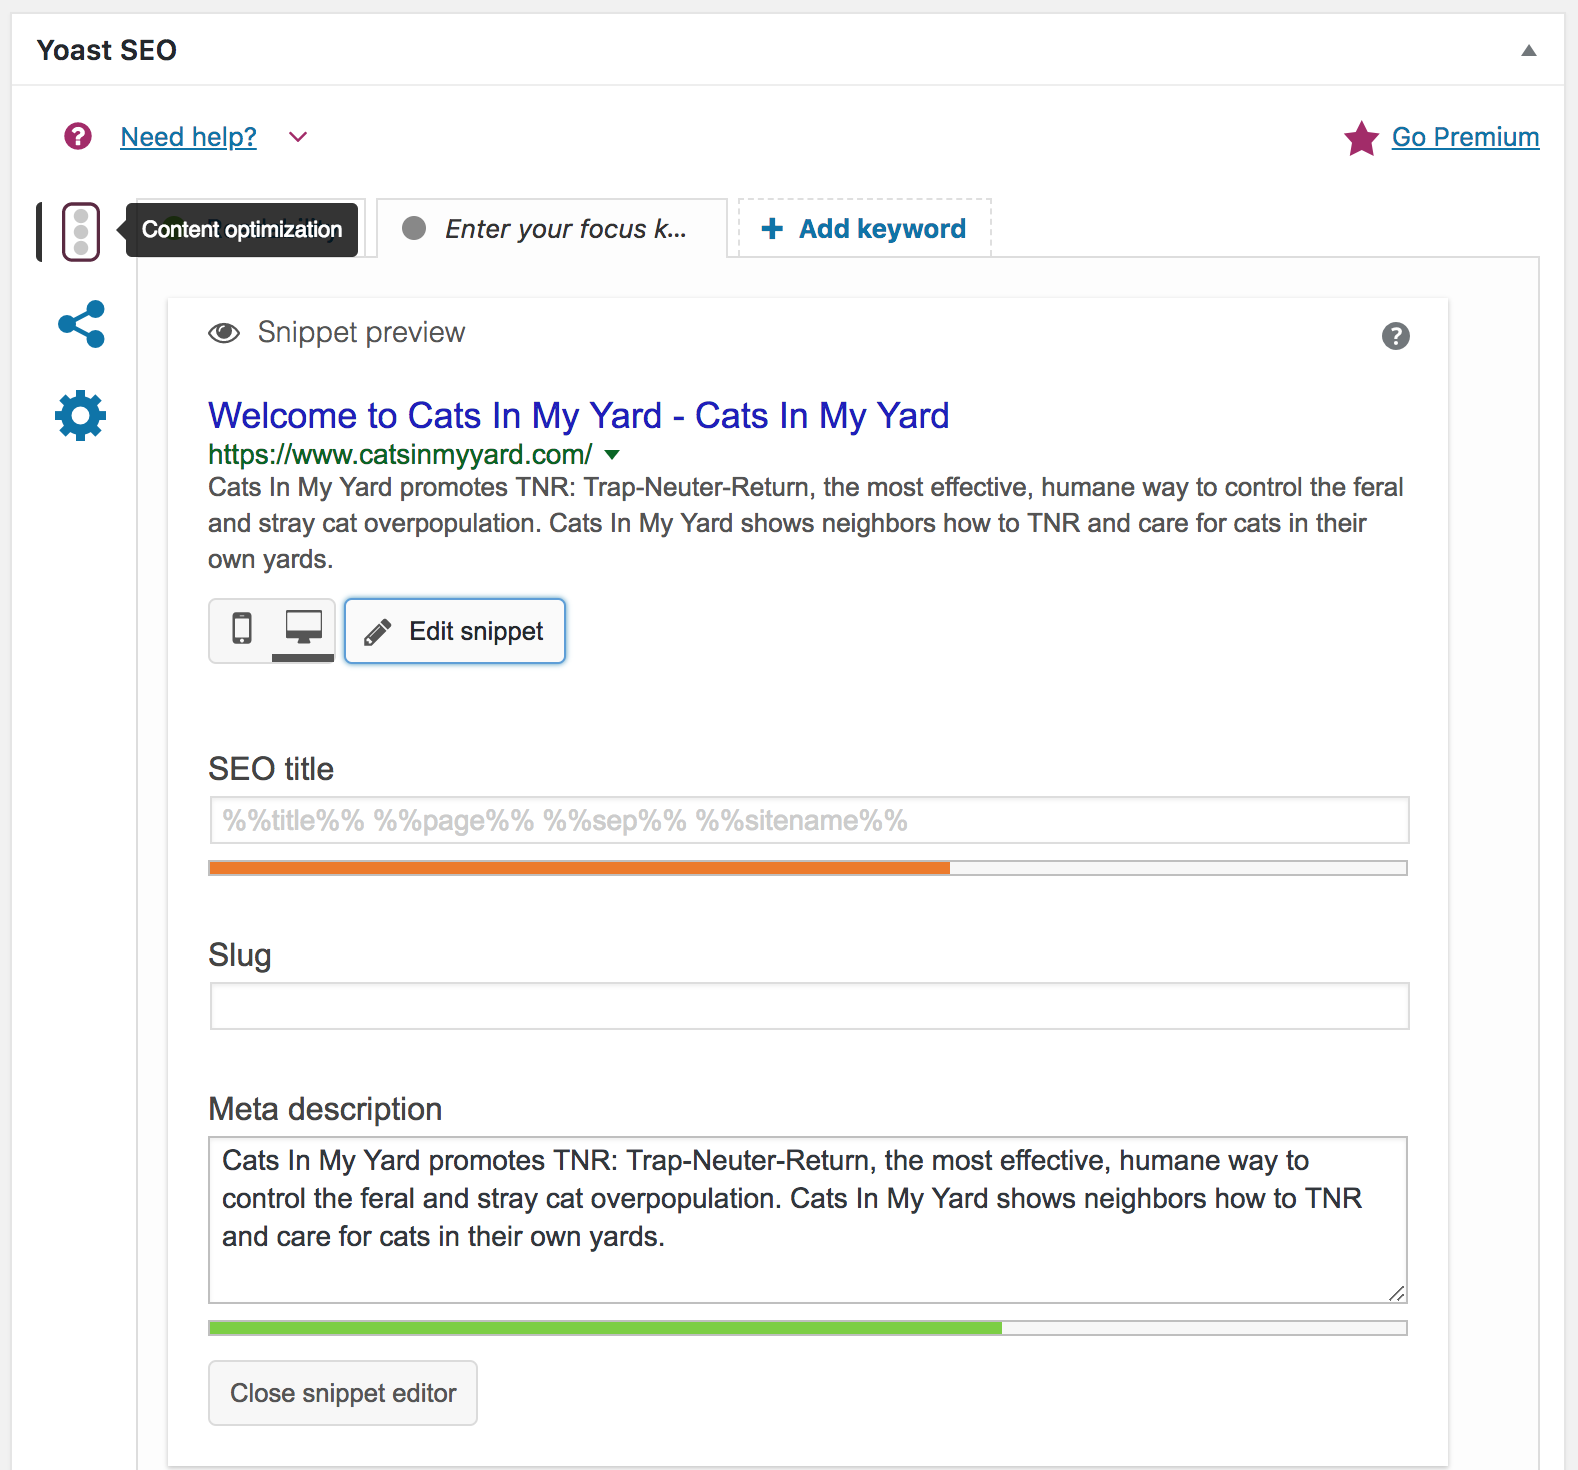 Yoast SEO
Need help?
Go Premium
Content optimization
Enter your focus k...
+ Add keyword
Snippet preview
Welcome to Cats In My Yard - Cats In My Yard
https://www.catsinmyyard.com/
Cats In My Yard promotes TNR: Trap-Neuter-Return, the most effective, humane way to control the feral
and stray cat overpopulation. Cats In My Yard shows neighbors how to TNR and care for cats in their
own yards.
Edit snippet
SEO title
%%title%% %%page%% %%sep%% %%sitename%%
Slug
Meta description
Cats In My Yard promotes TNR: Trap-Neuter-Return, the most effective, humane way to
control the feral and stray cat overpopulation. Cats In My Yard shows neighbors how to TNR
and care for cats in their own yards.
Close snippet editor